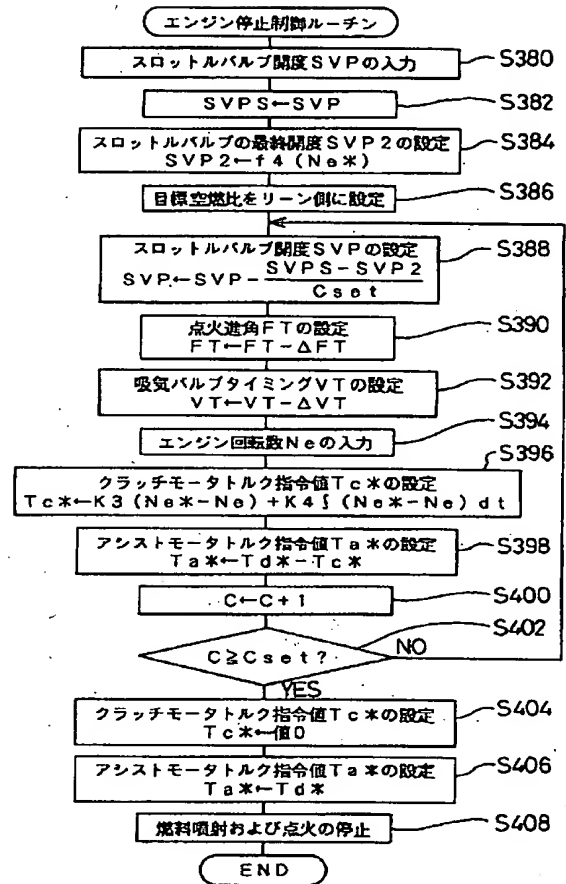 エンジン停止制御ルーチン
スロットルバルブ開度SVPの入力
S380
SVPS←SVP
S382
スロットルバルブの最終開度SVP2の設定
SVP2←f4(Ne*)
S384
目標空燃比をリーン側に設定
S386
スロットルバルブ開度SVPの設定
SVP←SVP-(SVPS-SVP2)/Cset
S388
点火進角FTの設定
FT←FT-ΔFT
S390
吸気バルブタイミングVTの設定
VT←VT-ΔVT
S392
エンジン回転数Neの入力
S394
クラッチモータトルク指令値Tc*の設定
Tc*←K3(Ne*-Ne)+K4∫(Ne*-Ne)dt
S396
アシストモータトルク指令値Ta*の設定
Ta*←Td*-Tc*
S398
C←C+1
S400
C≧Cset?
S402
NO
YES
クラッチモータトルク指令値Tc*の設定
Tc*←値0
S404
アシストモータトルク指令値Ta*の設定
Ta*←Td*
S406
燃料噴射および点火の停止
S408
END